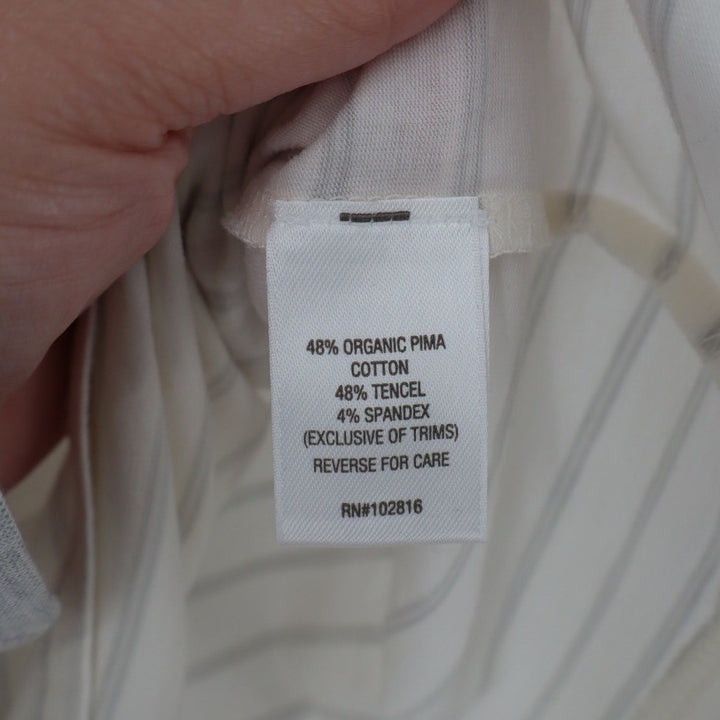 48% ORGANIC PIMA
COTTON
48% TENCEL
4% SPANDEX
(EXCLUSIVE OF TRIMS)
REVERSE FOR CARE
RN#102816